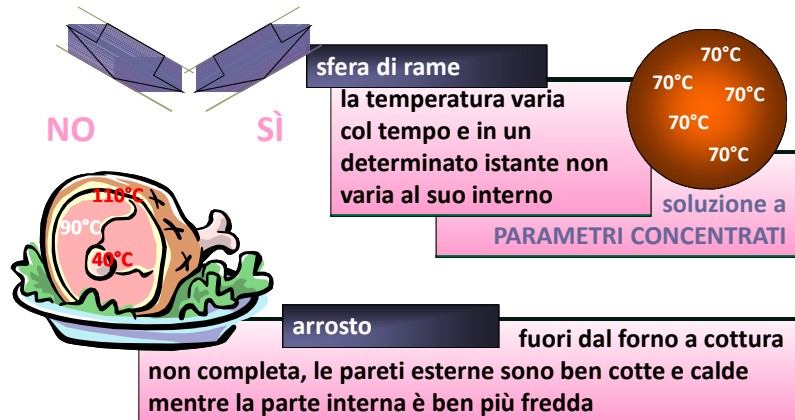 NO
SÌ
sfera di rame
la temperatura varia
col tempo e in un
determinato istante non
varia al suo interno
70°C
70°C
70°C
70°C
70°C
soluzione a
PARAMETRI CONCENTRATI
110°C
90°C
40°C
arrosto
fuori dal forno a cottura
non completa, le pareti esterne sono ben cotte e calde
mentre la parte interna è ben più fredda